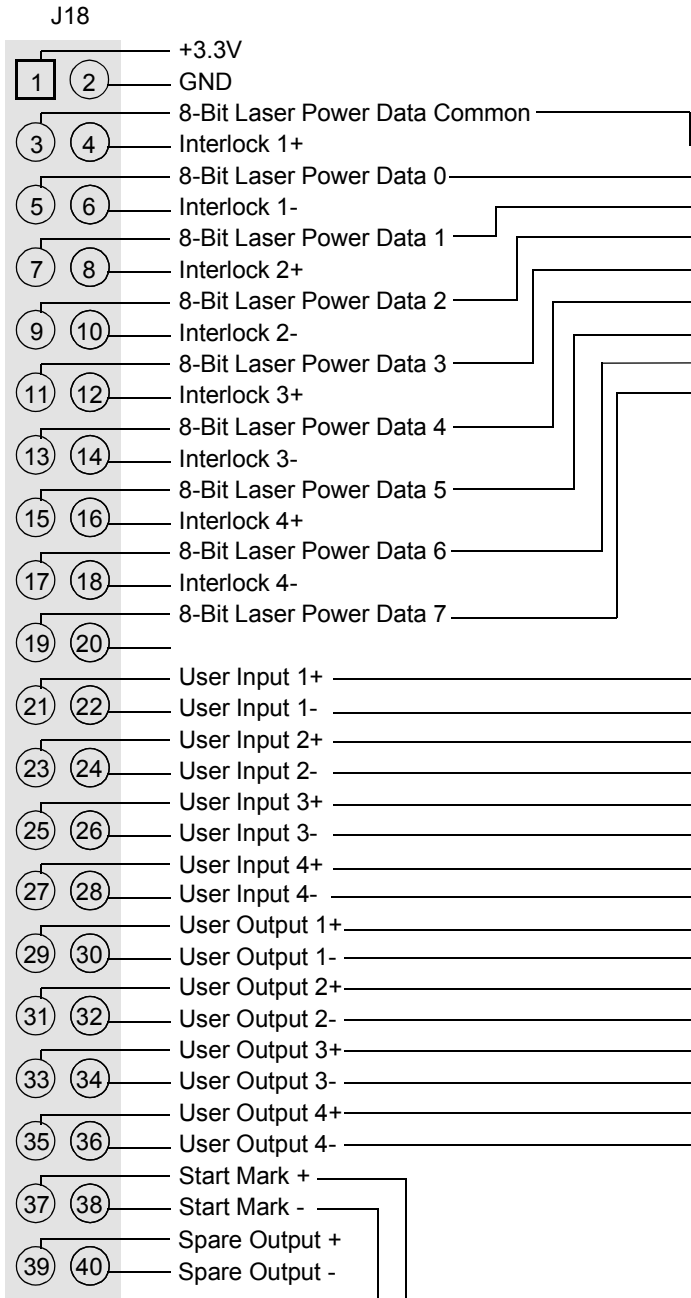 J18
+3.3V
1 2 GND
8-Bit Laser Power Data Common
3 4 Interlock 1+
8-Bit Laser Power Data 0
5 6 Interlock 1-
8-Bit Laser Power Data 1
7 8 Interlock 2+
8-Bit Laser Power Data 2
9 10 Interlock 2-
8-Bit Laser Power Data 3
11 12 Interlock 3+
8-Bit Laser Power Data 4
13 14 Interlock 3-
8-Bit Laser Power Data 5
15 16 Interlock 4+
8-Bit Laser Power Data 6
17 18 Interlock 4-
8-Bit Laser Power Data 7
19 20
User Input 1+
21 22 User Input 1-
User Input 2+
23 24 User Input 2-
User Input 3+
25 26 User Input 3-
User Input 4+
27 28 User Input 4-
User Output 1+
29 30 User Output 1-
User Output 2+
31 32 User Output 2-
User Output 3+
33 34 User Output 3-
User Output 4+
35 36 User Output 4-
Start Mark +
37 38 Start Mark -
Spare Output +
39 40 Spare Output -